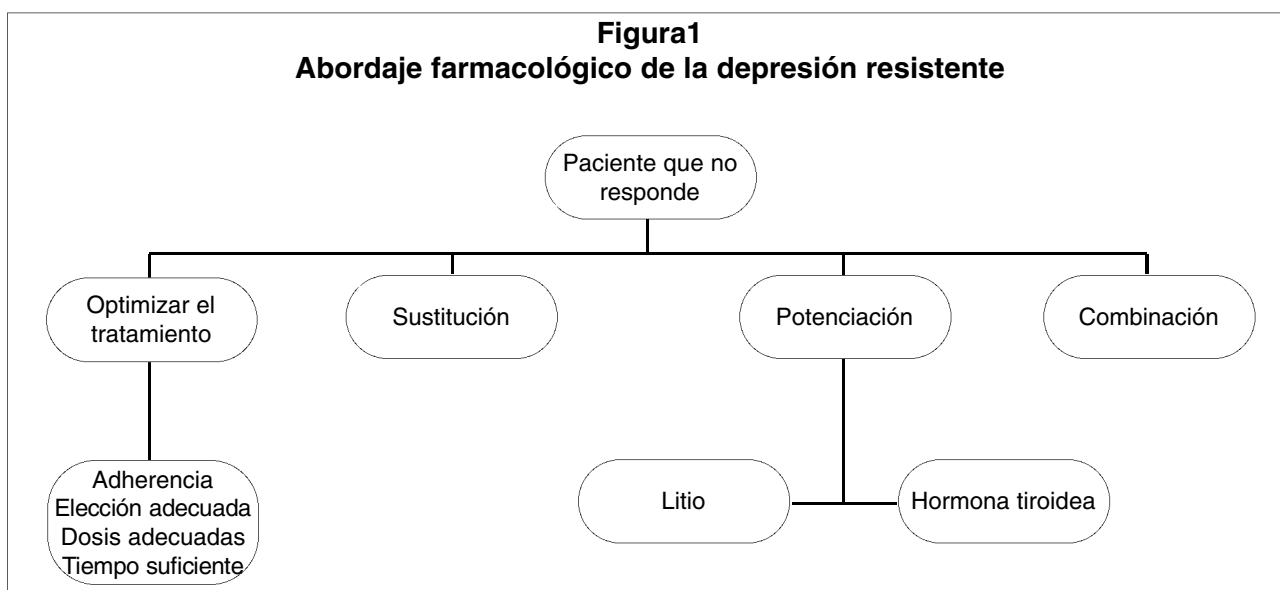 Figura1
Abordaje farmacológico de la depresión resistente
Paciente que no
responde
Optimizar el
tratamiento
Sustitución
Potenciación
Combinación
Adherencia
Elección adecuada
Dosis adecuadas
Tiempo suficiente
Litio
Hormona tiroidea